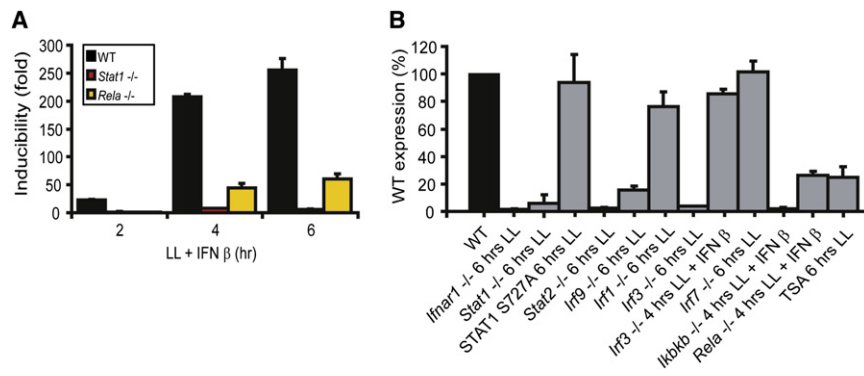 A
Inducibility (fold)
300
250
200
150
100
50
0
WT
Stat1 -/-
Rela -/-
2
4
6
LL + IFN β (hr)
B
WT expression (%)
120
100
80
60
40
20
0
WT
Ifnar1 -/- 6 hrs LL
Stat1 -/- 6 hrs LL
STAT1 S727A 6 hrs LL
Stat2 -/- 6 hrs LL
Irf9 -/- 6 hrs LL
Irf1 -/- 6 hrs LL
Irf3 -/- 6 hrs LL
Irf3 -/- 4 hrs LL + IFN β
Irf7 -/- 6 hrs LL
Ikbkb -/- 4 hrs LL + IFN β
Rela -/- 4 hrs LL + IFN β
TSA 6 hrs LL